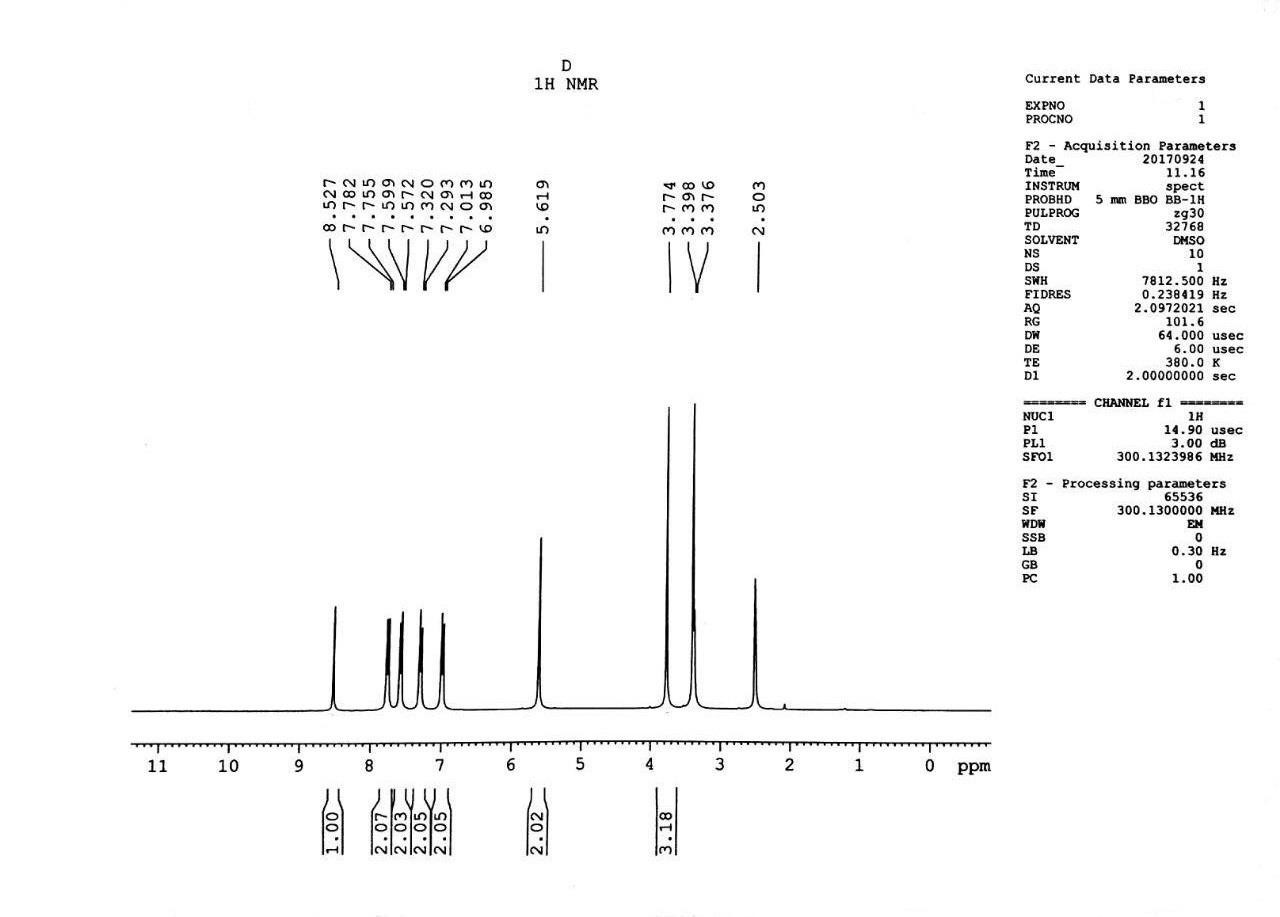 D
1H NMR
8.527
7.782
7.755
7.599
7.572
7.320
7.293
7.013
6.985
5.619
3.774
3.398
3.376
2.503
11 10 9 8 7 6 5 4 3 2 1 0 ppm
1.00
2.07
2.03
2.05
2.05
2.02
3.18
Current Data Parameters
EXPNO 1
PROCNO 1
F2 - Acquisition Parameters
Date_ 20170924
Time 11.16
INSTRUM spect
PROBHD 5 mm BBO BB-1H
PULPROG zg30
TD 32768
SOLVENT DMSO
NS 10
DS 1
SWH 7812.500 Hz
FIDRES 0.238419 Hz
AQ 2.0972021 sec
RG 101.6
DW 64.000 usec
DE 6.00 usec
TE 380.0 K
D1 2.00000000 sec
======== CHANNEL f1 ========
NUC1 1H
P1 14.90 usec
PL1 3.00 dB
SFO1 300.1323986 MHz
F2 - Processing parameters
SI 65536
SF 300.1300000 MHz
WDW EM
SSB 0
LB 0.30 Hz
GB 0
PC 1.00